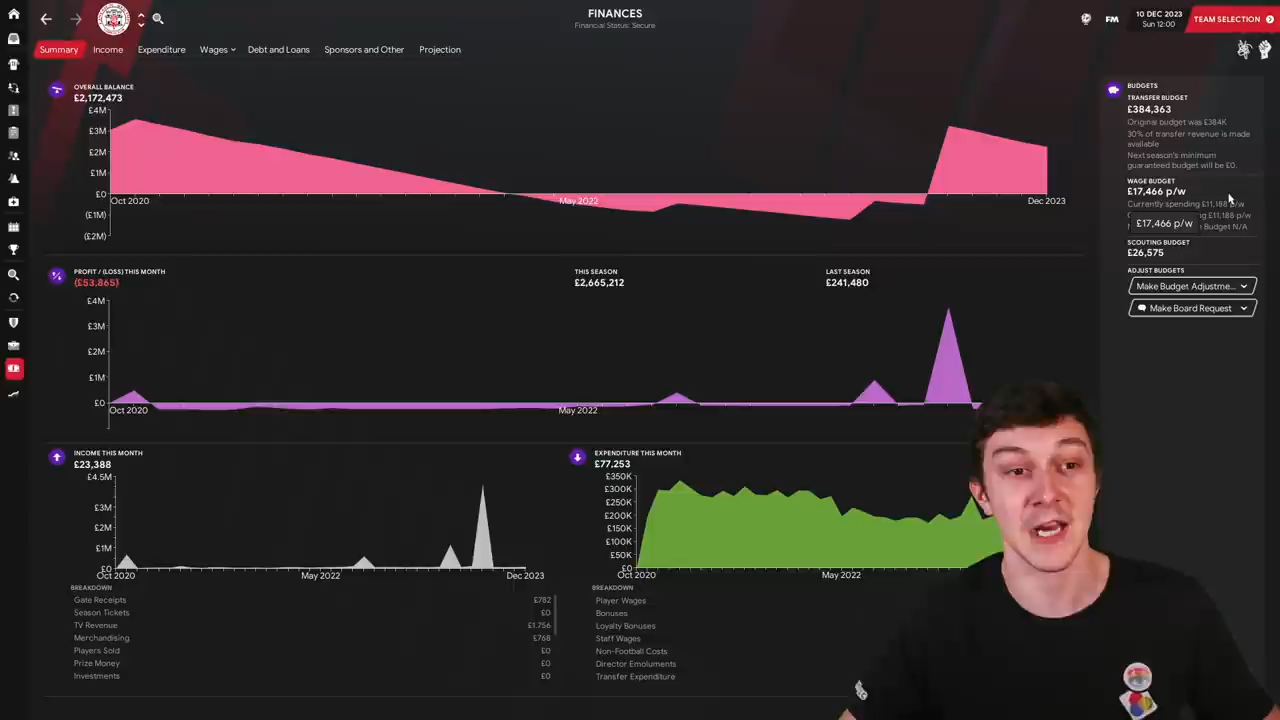 FINANCES
Financial Status: Secure
FM
10 DEC 2023
Sun 12:00
TEAM SELECTION
Summary
Income
Expenditure
Wages
Debt and Loans
Sponsors and Other
Projection
OVERALL BALANCE
£2,172,473
£4M
£3M
£2M
£1M
£0
(£1M)
(£2M)
Oct 2020
May 2022
Dec 2023
PROFIT / (LOSS) THIS MONTH
(£53,865)
THIS SEASON
£2,665,212
LAST SEASON
£241,480
£4M
£3M
£2M
£1M
£0
Oct 2020
May 2022
INCOME THIS MONTH
£23,388
£4.5M
£3M
£2M
£1M
£0
Oct 2020
May 2022
Dec 2023
BREAKDOWN
Gate Receipts £782
Season Tickets £0
TV Revenue £1,756
Merchandising £768
Players Sold £0
Prize Money £0
Investments £0
EXPENDITURE THIS MONTH
£77,253
£350K
£300K
£250K
£200K
£150K
£100K
£50K
£0
Oct 2020
May 2022
BREAKDOWN
Player Wages
Bonuses
Loyalty Bonuses
Staff Wages
Non-Football Costs
Director Emoluments
Transfer Expenditure
BUDGETS
TRANSFER BUDGET
£384,363
Original budget was £384K
30% of transfer revenue is made
available
Next season's minimum
guaranteed budget will be £0.
WAGE BUDGET
£17,466 p/w
Currently spending £11,188 p/w
£11,188 p/w
£17,466 p/w
Budget N/A
SCOUTING BUDGET
£26,575
ADJUST BUDGETS
Make Budget Adjustme...
Make Board Request